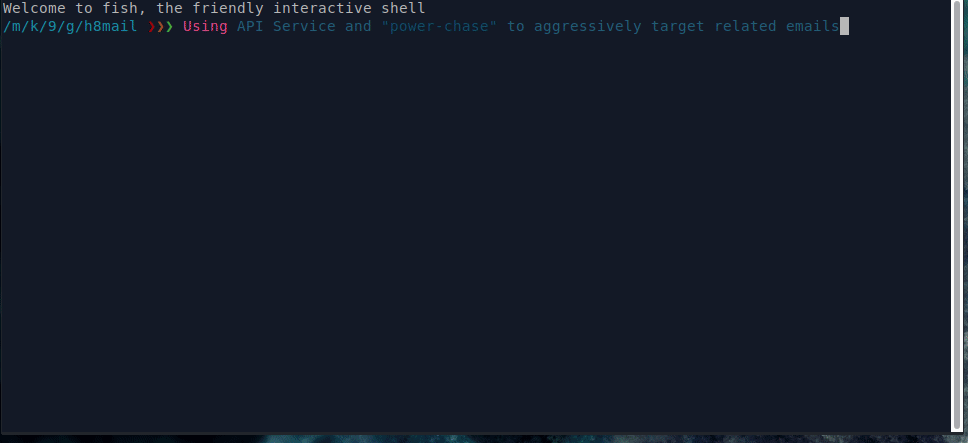 Welcome to fish, the friendly interactive shell
/m/k/9/g/h8mail ❯❯❯ Using API Service and "power-chase" to aggressively target related emails